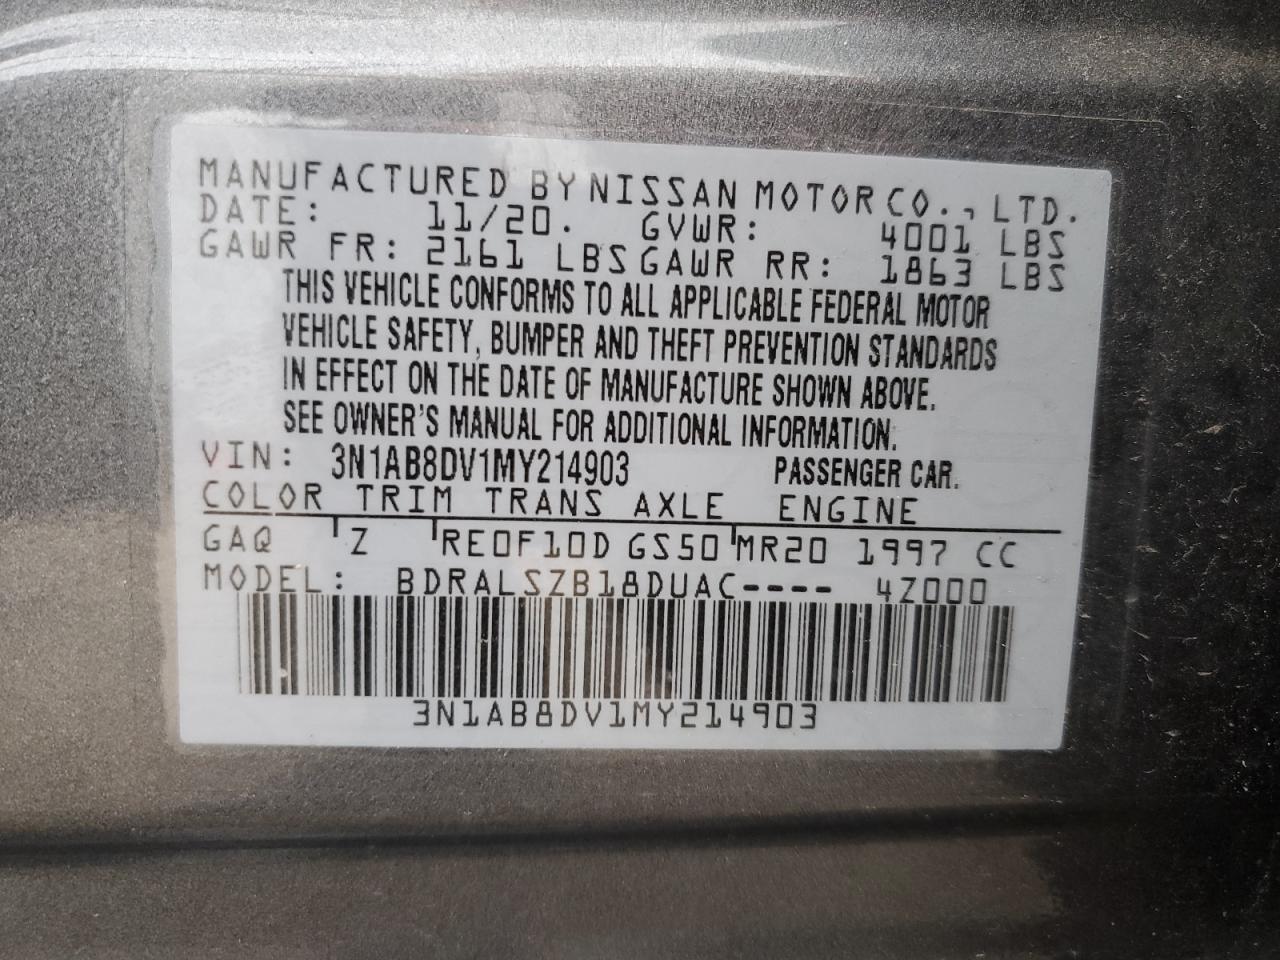 MANUFACTURED BY NISSAN MOTOR CO., LTD.
DATE: 11/20. GVWR: 4001 LBS
GAWR FR: 2161 LBS GAWR RR: 1863 LBS
THIS VEHICLE CONFORMS TO ALL APPLICABLE FEDERAL MOTOR
VEHICLE SAFETY, BUMPER AND THEFT PREVENTION STANDARDS
IN EFFECT ON THE DATE OF MANUFACTURE SHOWN ABOVE.
SEE OWNER'S MANUAL FOR ADDITIONAL INFORMATION.
VIN: 3N1AB8DV1MY214903 PASSENGER CAR.
COLOR TRIM TRANS AXLE ENGINE
GAQ Z RE0F10D GS50 MR20 1997 CC
MODEL: BDRALSZB18DUAC---- 4Z000
3N1AB8DV1MY214903